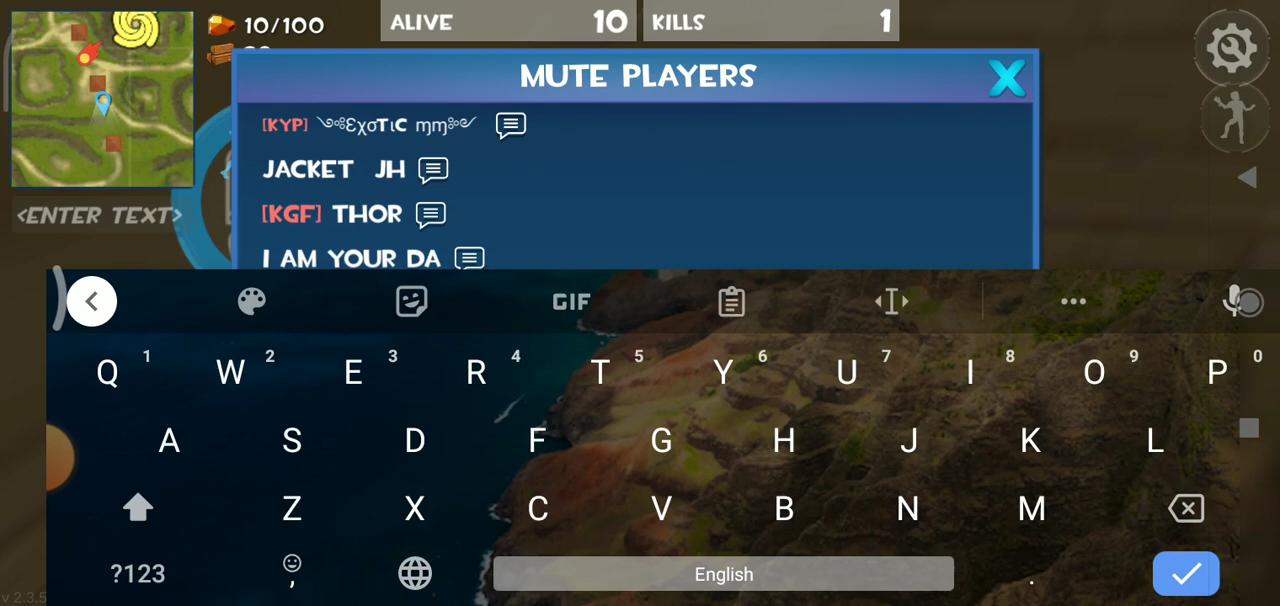 10/100
ALIVE 10 KILLS 1
MUTE PLAYERS X
[KYP] ༄༻ƐχσTιC ɱɱ༻
JACKET JH
[KGF] THOR
<ENTER TEXT>
I AM YOUR DA
GIF
Q 1 W 2 E 3 R 4 T 5 Y 6 U 7 I 8 O 9 P 0
A S D F G H J K L
Z X C V B N M
?123 , English .
v 2.3.5